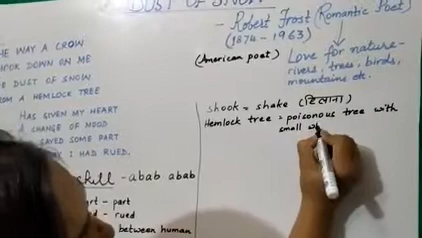 DUST OF SNOW
- Robert Frost (Romantic Poet)
(1874 - 1963)
(American poet)
Love for nature-
rivers, trees, birds,
mountains etc.
HE WAY A CROW
HOOK DOWN ON ME
E DUST OF SNOW
OM A HEMLOCK TREE
HAS GIVEN MY HEART
A CHANGE OF MOOD
SAVED SOME PART
Y I HAD RUED.
- abab abab
art - part
d - rued
between human
shook = shake (हिलाना)
Hemlock tree = poisonous tree with
small w